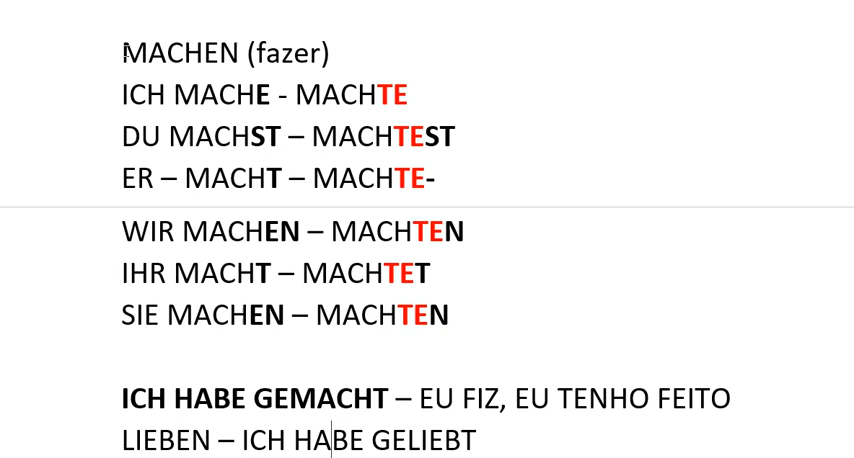 MACHEN (fazer)
ICH MACHE - MACHTE
DU MACHST – MACHTEST
ER – MACHT – MACHTE-
WIR MACHEN – MACHTEN
IHR MACHT – MACHTET
SIE MACHEN – MACHTEN
ICH HABE GEMACHT – EU FIZ, EU TENHO FEITO
LIEBEN – ICH HABE GELIEBT